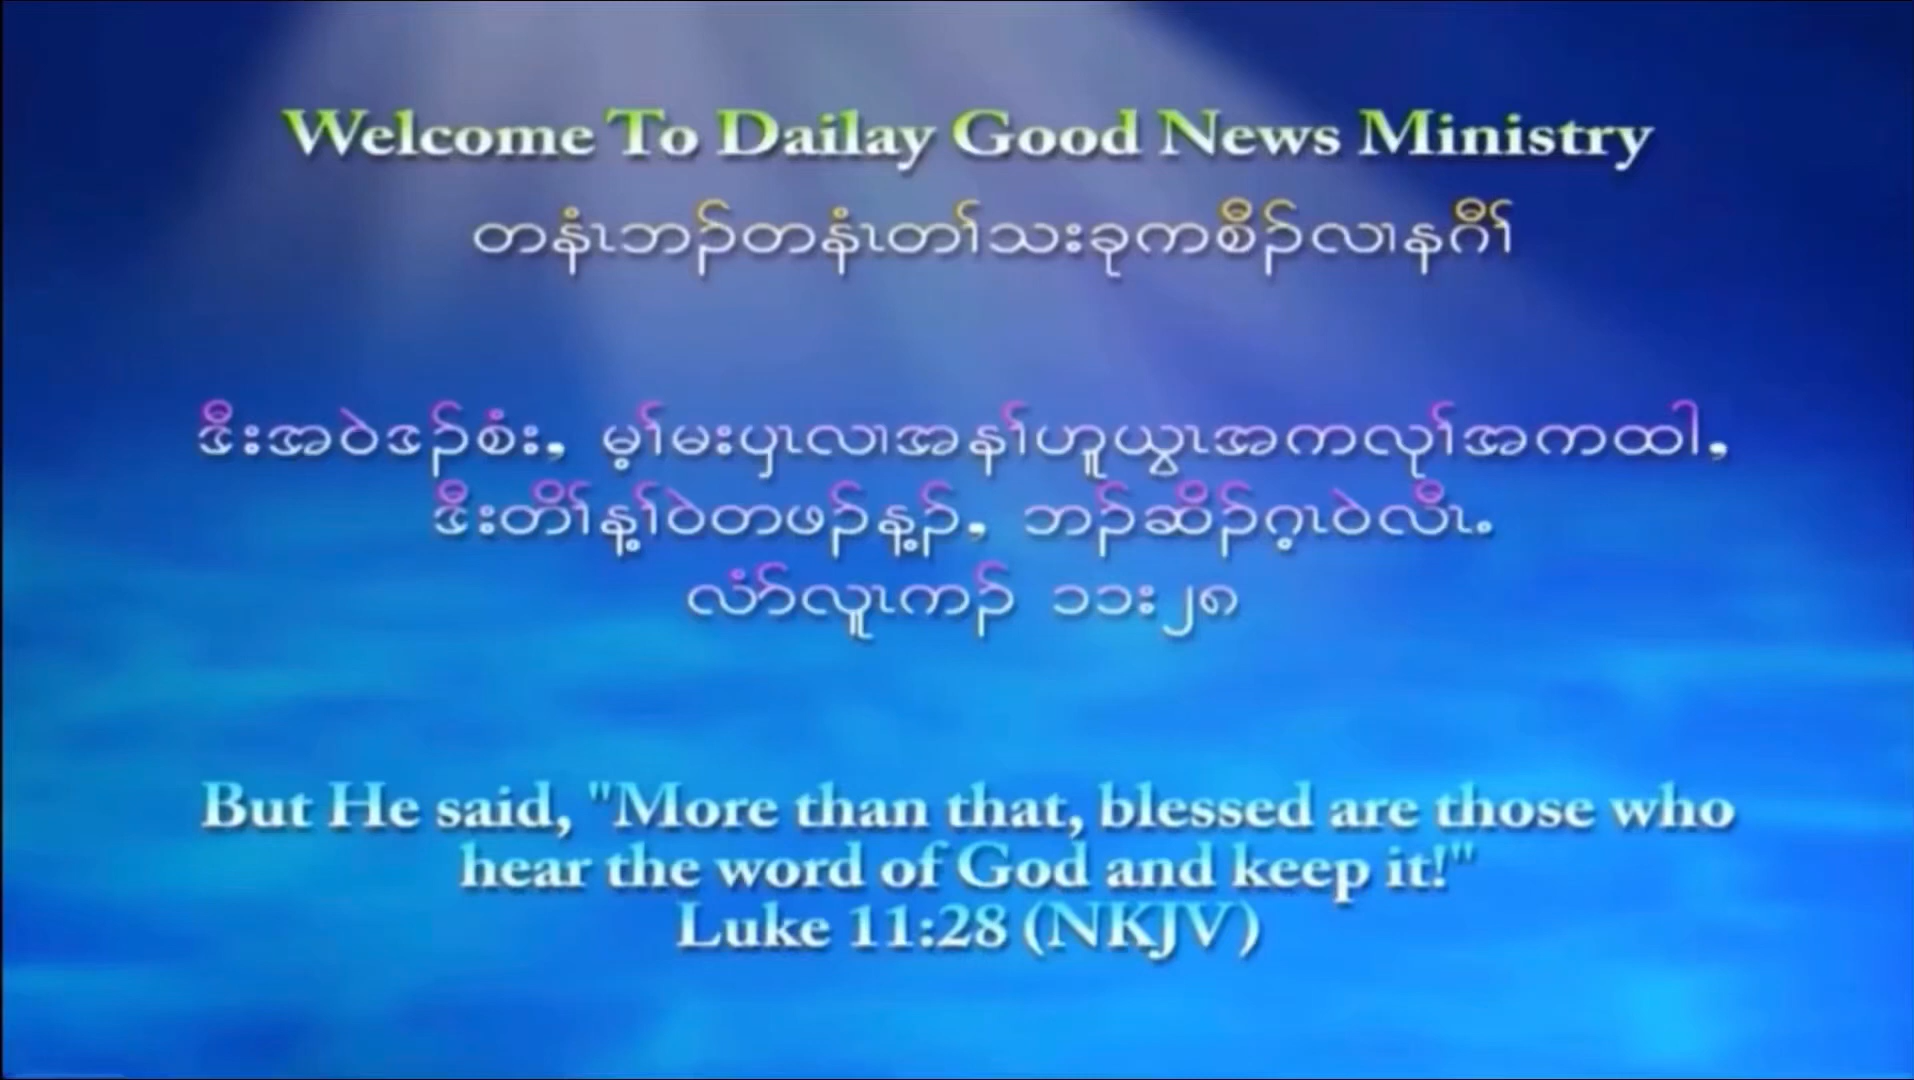 Welcome To Dailay Good News Ministry
တနံၤဘၣ်တနံၤတၢ်သးခုကစီၣ်လၢနဂီၢ်
ဒီးအဝဲဒၣ်စံး, မ့ၢ်မးပှၤလၢအနၢ်ဟူယွၤအကလုၢ်အကထါ,
ဒီးတိၢ်န့ၢ်ဝဲတဖၣ်န့ၣ်, ဘၣ်ဆိၣ်ဂ့ၤဝဲလီၤ.
လံာ်လူၤကၣ် ၁၁း၂၈
But He said, "More than that, blessed are those who
hear the word of God and keep it!"
Luke 11:28 (NKJV)